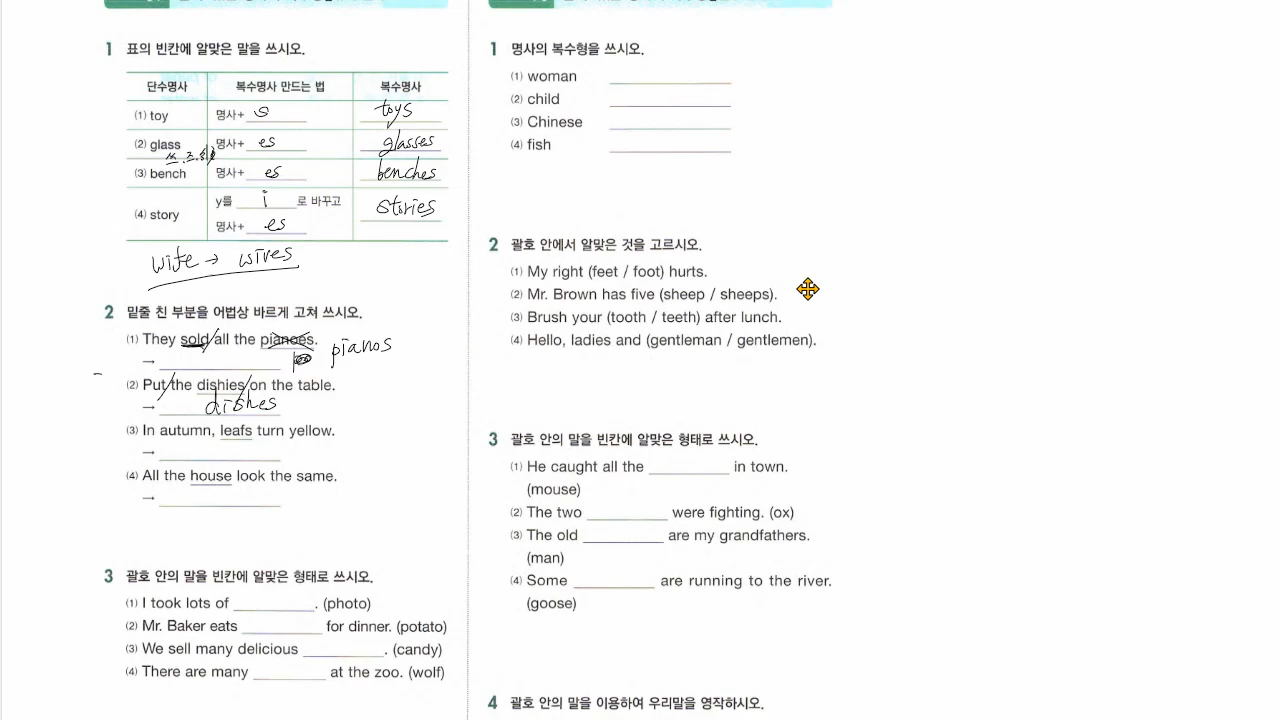 1 표의 빈칸에 알맞은 말을 쓰시오.
단수명사 복수명사 만드는 법 복수명사
(1) toy 명사+ s toys
(2) glass 명사+ es glasses
(3) bench 명사+ es benches
(4) story y를 i 로 바꾸고 stories
명사+ es
wife → wives
2 밑줄 친 부분을 어법상 바르게 고쳐 쓰시오.
(1) They sold all the pianoes.
→ pianos
(2) Put the dishies on the table.
→ dishes
(3) In autumn, leafs turn yellow.
→
(4) All the house look the same.
→
3 괄호 안의 말을 빈칸에 알맞은 형태로 쓰시오.
(1) I took lots of . (photo)
(2) Mr. Baker eats for dinner. (potato)
(3) We sell many delicious . (candy)
(4) There are many at the zoo. (wolf)
1 명사의 복수형을 쓰시오.
(1) woman
(2) child
(3) Chinese
(4) fish
2 괄호 안에서 알맞은 것을 고르시오.
(1) My right (feet / foot) hurts.
(2) Mr. Brown has five (sheep / sheeps).
(3) Brush your (tooth / teeth) after lunch.
(4) Hello, ladies and (gentleman / gentlemen).
3 괄호 안의 말을 빈칸에 알맞은 형태로 쓰시오.
(1) He caught all the in town.
(mouse)
(2) The two were fighting. (ox)
(3) The old are my grandfathers.
(man)
(4) Some are running to the river.
(goose)
4 괄호 안의 말을 이용하여 우리말을 영작하시오.